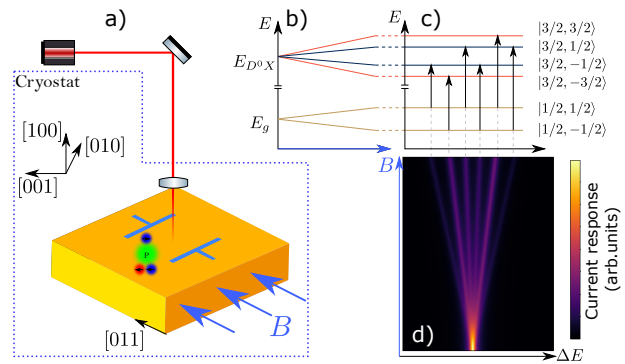 a)
Cryostat
[100]
[010]
[001]
P
[011]
B
b)
E
E_{D^0X}
E_g
B
c)
E
|3/2, 3/2⟩
|3/2, 1/2⟩
|3/2, -1/2⟩
|3/2, -3/2⟩
|1/2, 1/2⟩
|1/2, -1/2⟩
d)
ΔE
Current response
(arb.units)